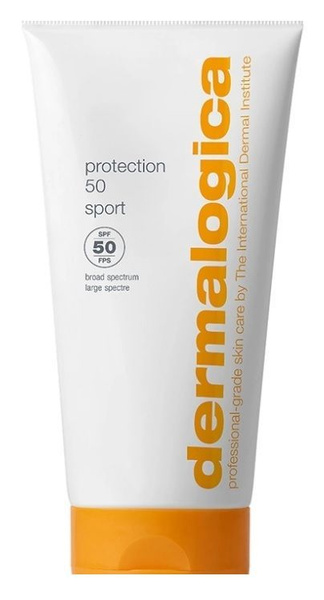 protection
50
sport
SPF
50
FPS
broad spectrum
large spectre
dermalogica
professional-grade skin care by The International Dermal Institute